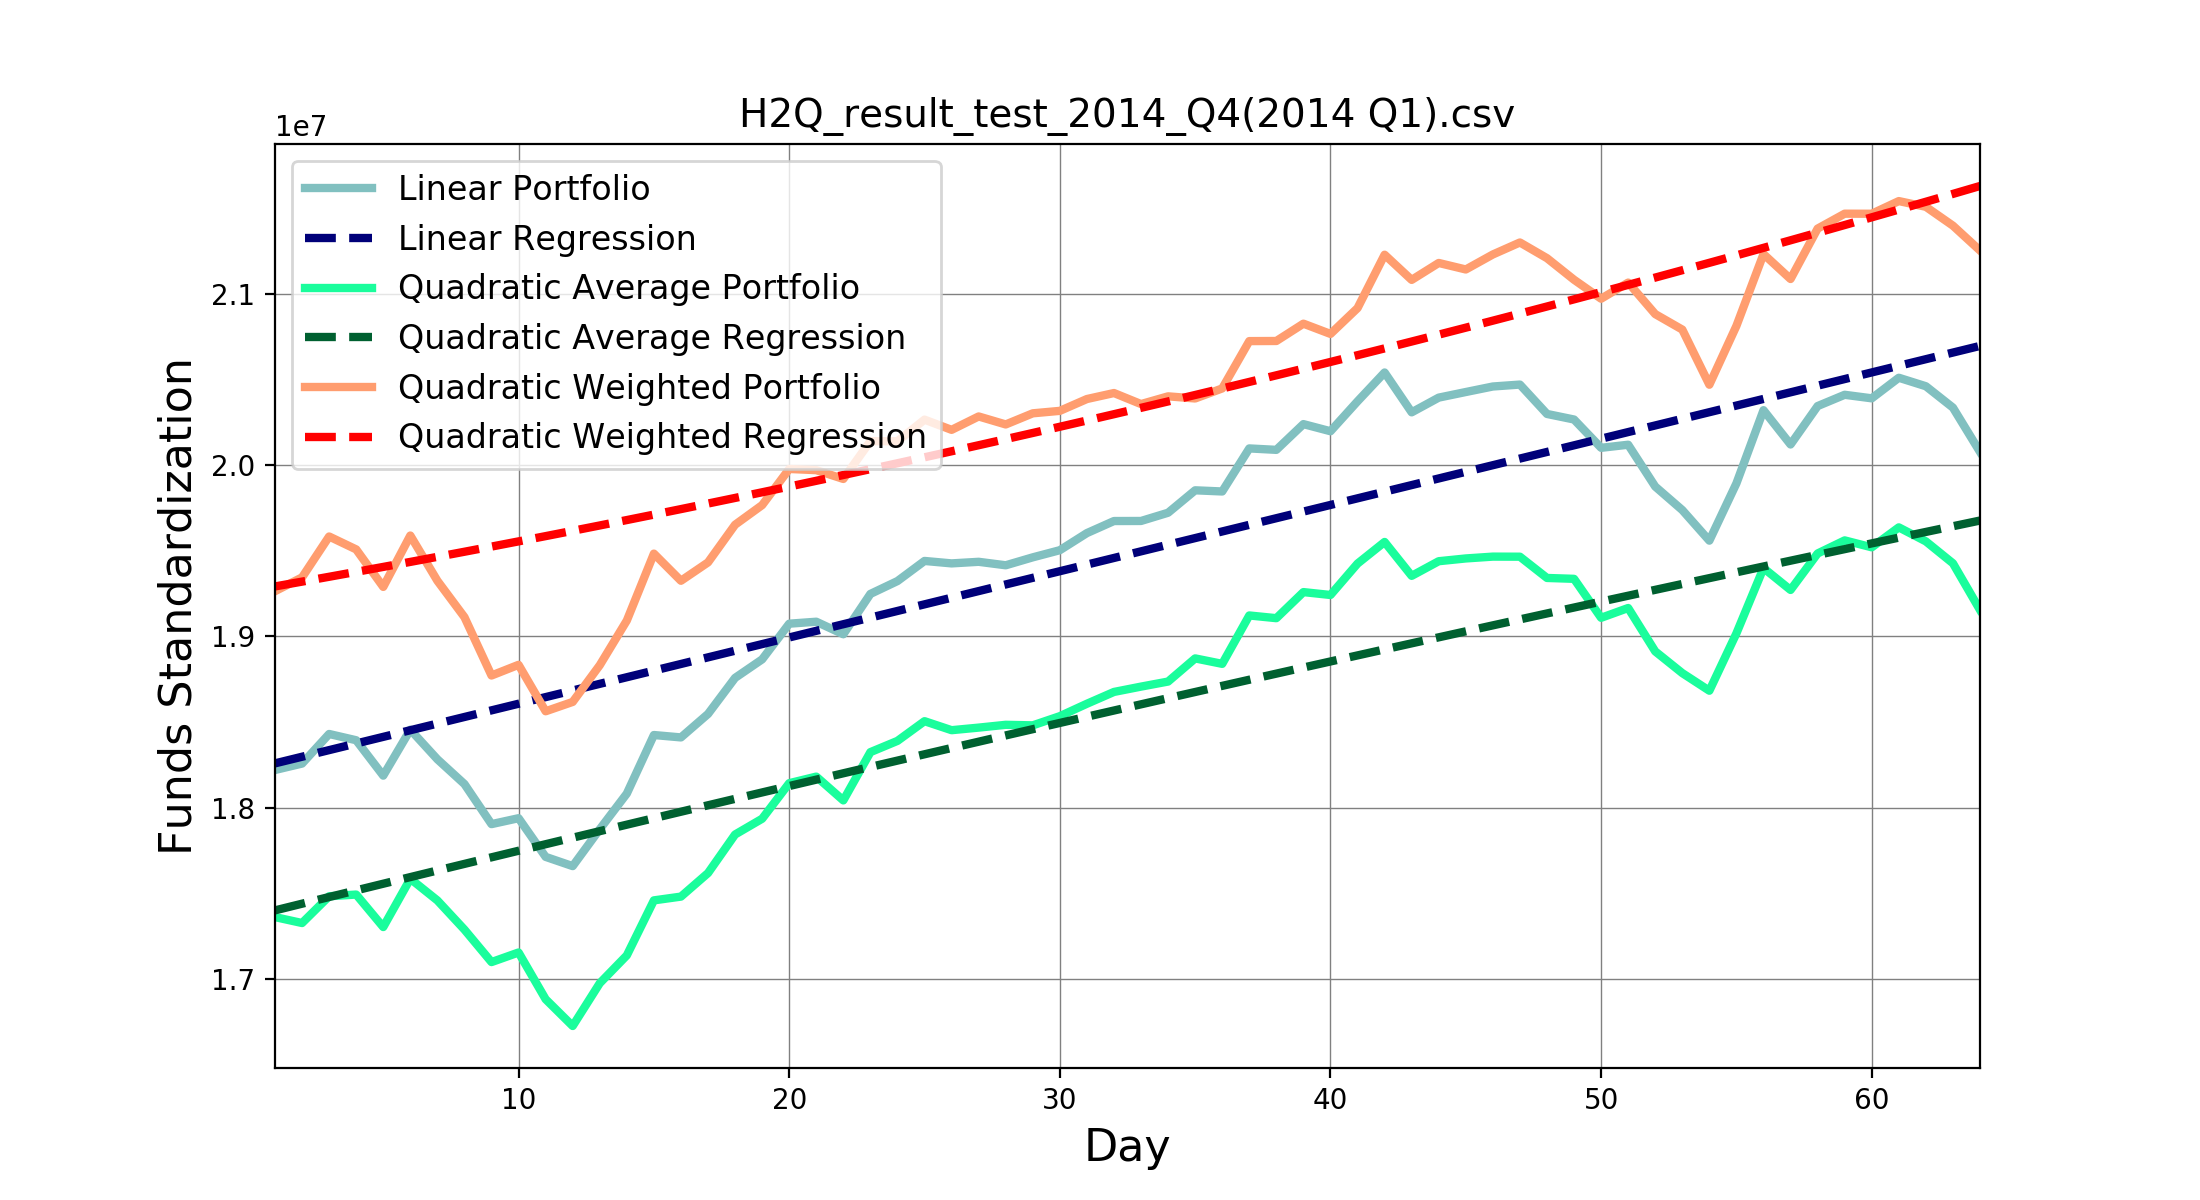 H2Q_result_test_2014_Q4(2014 Q1).csv
1e7
Linear Portfolio
Linear Regression
Quadratic Average Portfolio
Quadratic Average Regression
Quadratic Weighted Portfolio
Quadratic Weighted Regression
2.1
2.0
1.9
1.8
1.7
Funds Standardization
10 20 30 40 50 60
Day